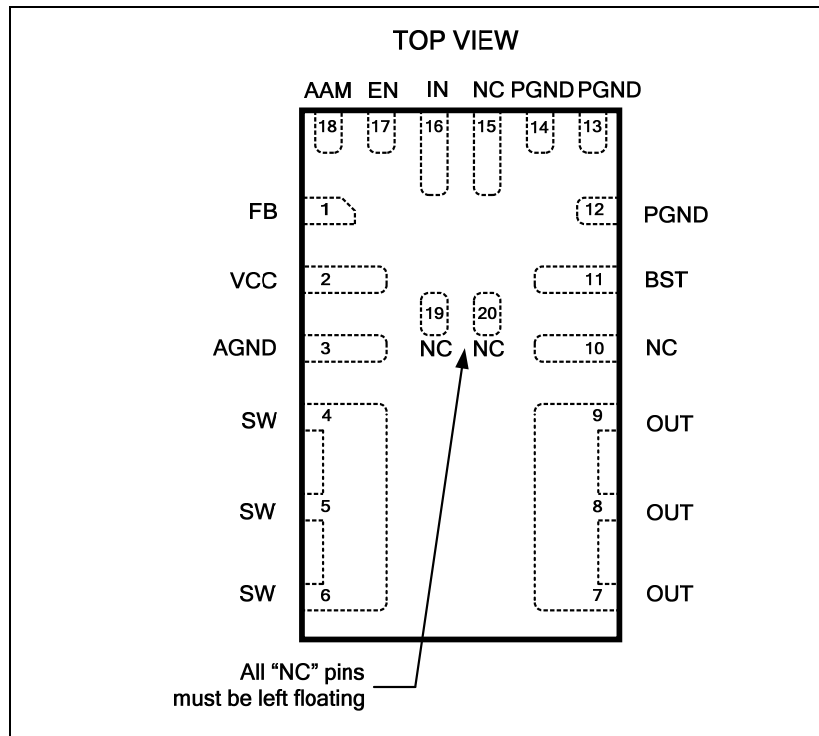 TOP VIEW
AAM EN IN NC PGND PGND
18 17 16 15 14 13
FB 1 12 PGND
VCC 2 11 BST
19 20
AGND 3 NC NC 10 NC
SW 4 9 OUT
SW 5 8 OUT
SW 6 7 OUT
All “NC” pins
must be left floating